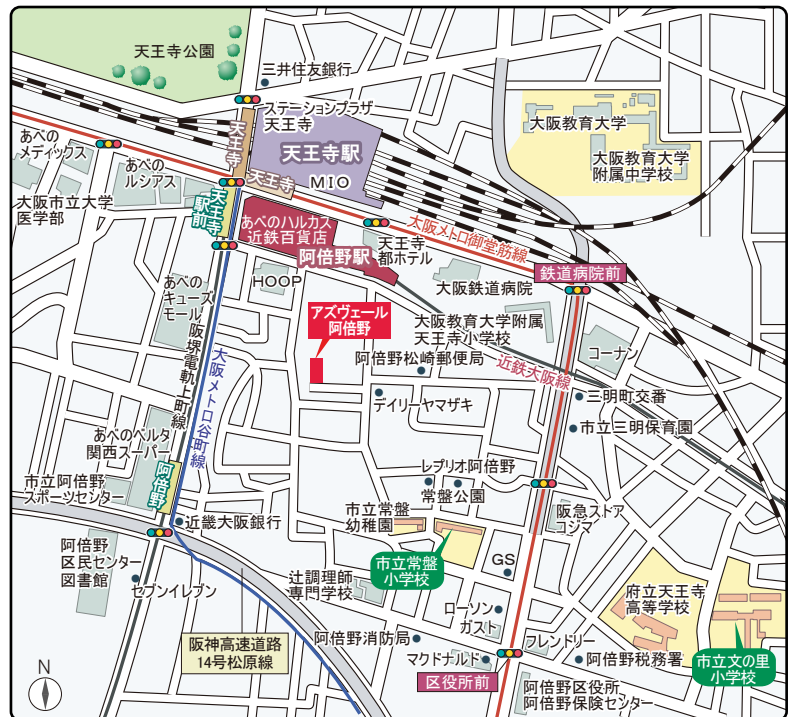 天王寺公園
三井住友銀行
ステーションプラザ
天王寺
天王寺
天王寺駅
MIO
天王寺
大阪教育大学
大阪教育大学
附属中学校
あべの
メディックス
あべの
ルシアス
大阪市立大学
医学部
天王寺
駅前
あべのハルカス
近鉄百貨店
阿倍野駅
天王寺
都ホテル
大阪メトロ御堂筋線
鉄道病院前
大阪鉄道病院
HOOP
あべの
キューズ
モール
アズヴェール
阿倍野
大阪教育大学附属
天王寺小学校
阿倍野松崎郵便局
近鉄大阪線
コーナン
阪堺電軌上町線
大阪メトロ谷町線
デイリーヤマザキ
三明町交番
市立三明保育園
あべのベルタ
関西スーパー
阿倍野
市立阿倍野
スポーツセンター
レプリオ阿倍野
常盤公園
市立常盤
幼稚園
阪急ストア
コジマ
近畿大阪銀行
阿倍野
区民センター
図書館
セブンイレブン
市立常盤
小学校
GS
辻調理師
専門学校
府立天王寺
高等学校
ローソン
ガスト
阪神高速道路
14号松原線
阿倍野消防局
フレンドリー
マクドナルド
阿倍野税務署
市立文の里
小学校
区役所前
阿倍野区役所
阿倍野保険センター
N